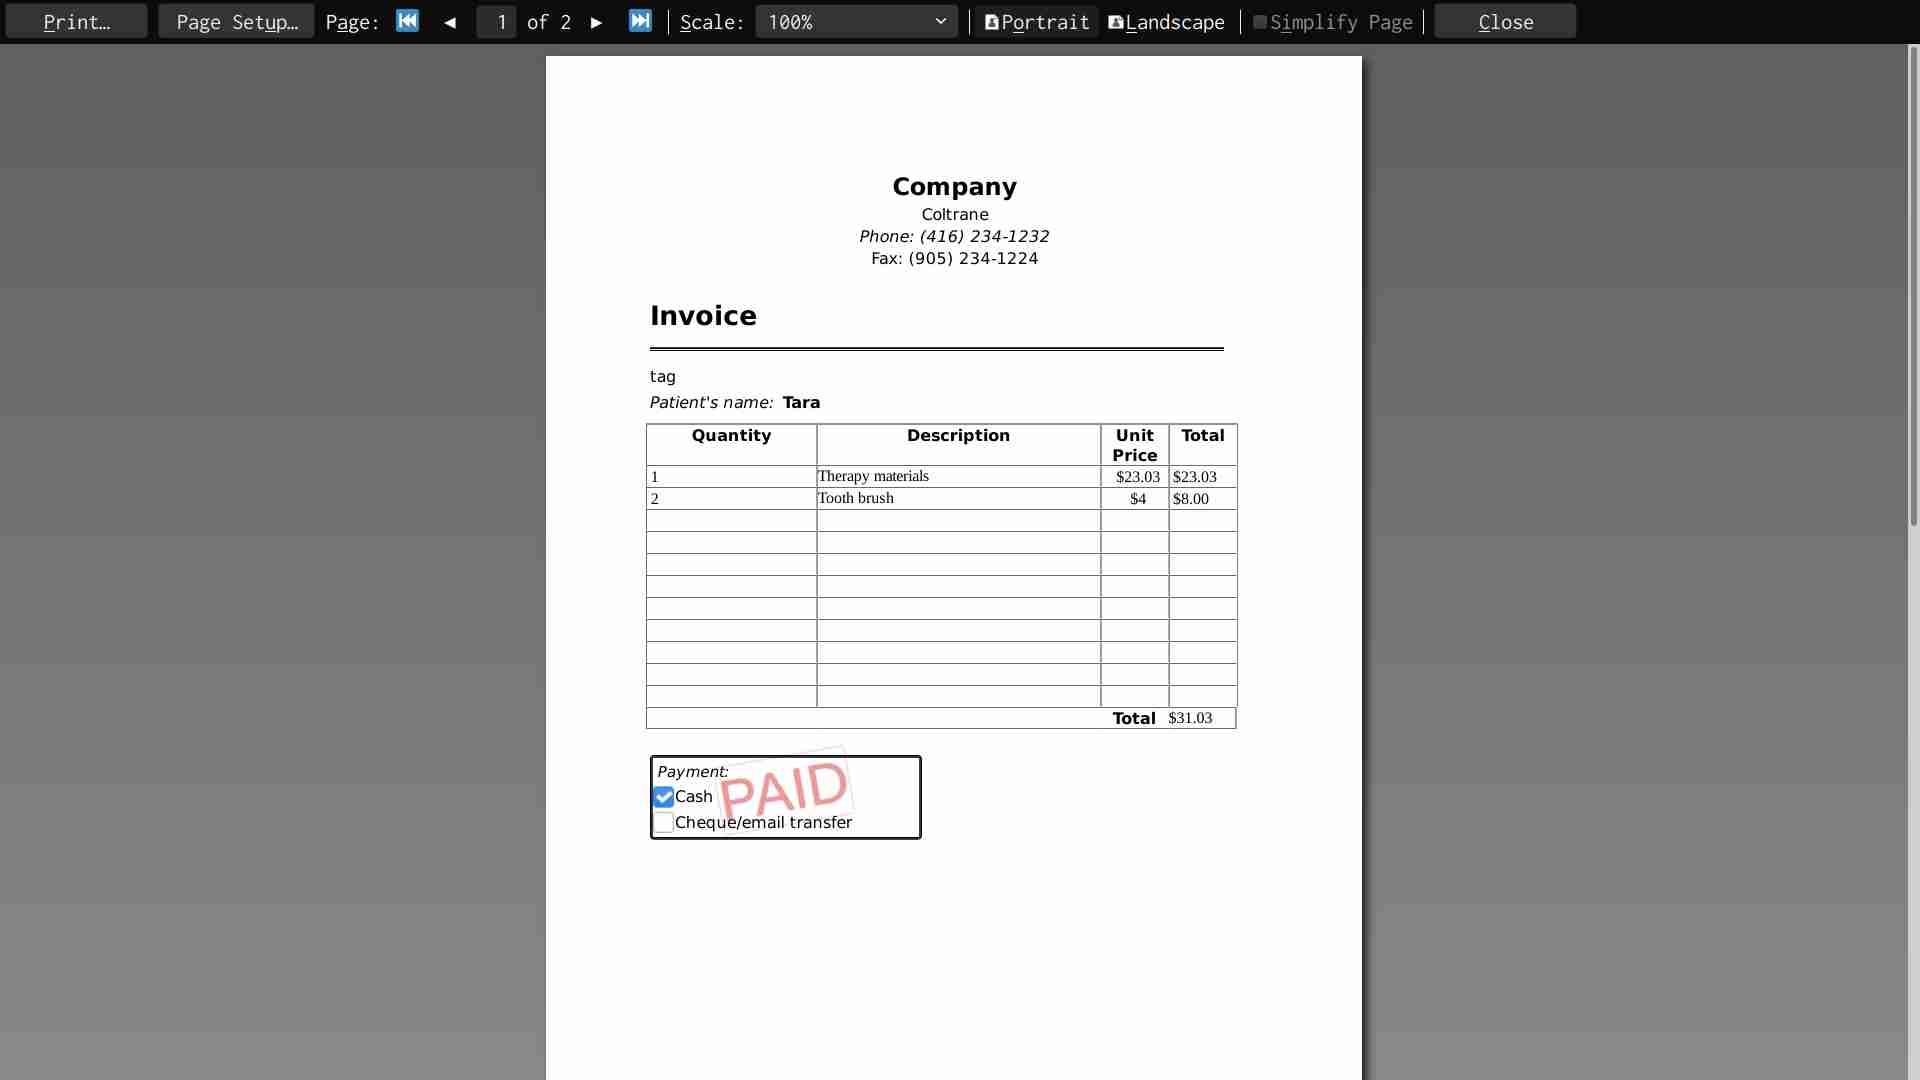 Print… Page Setup… Page: 1 of 2 Scale: 100% Portrait Landscape Simplify Page Close
Company
Coltrane
Phone: (416) 234-1232
Fax: (905) 234-1224
Invoice
tag
Patient's name: Tara
Quantity Description Unit Price Total
1 Therapy materials $23.03 $23.03
2 Tooth brush $4 $8.00
Total $31.03
Payment:
PAID
Cash
Cheque/email transfer